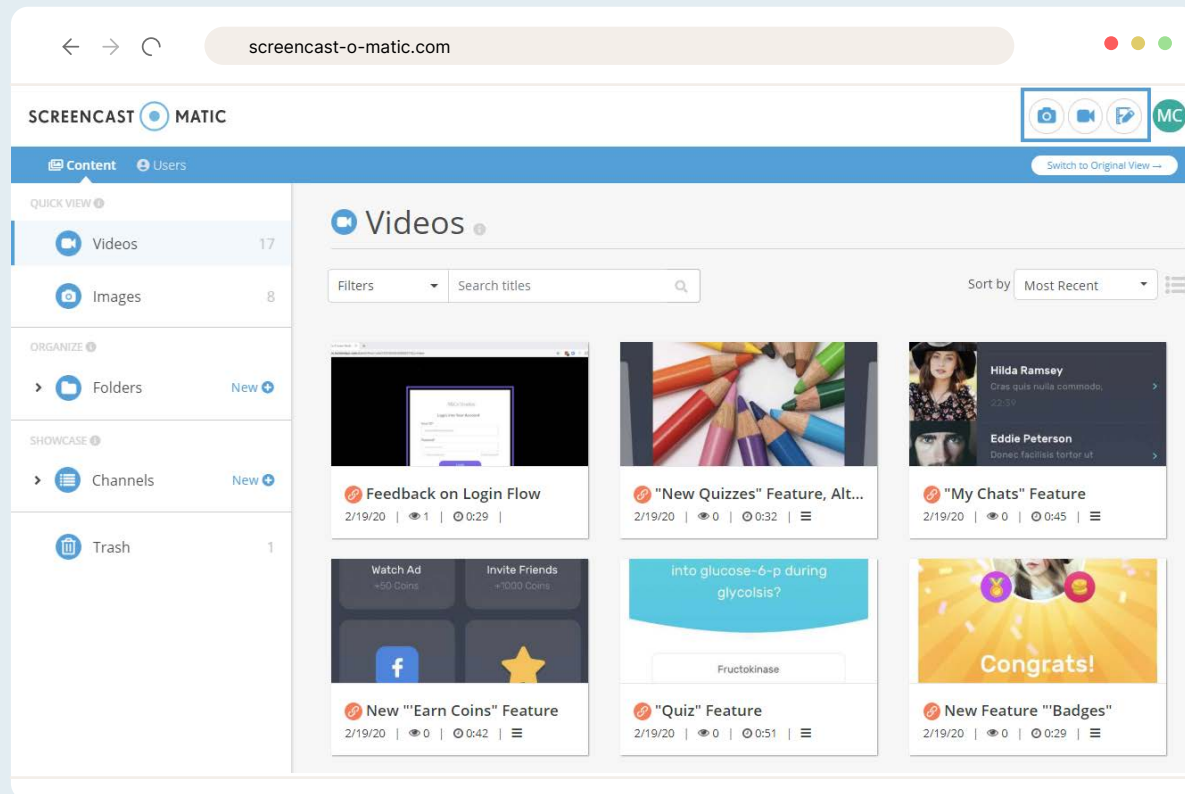 screencast-o-matic.com
SCREENCAST MATIC
MC
Content Users
Switch to Original View →
QUICK VIEW
Videos 17
Images 8
ORGANIZE
Folders New
SHOWCASE
Channels New
Trash 1
Videos
Filters Search titles
Sort by Most Recent
Login into Your Account
Hilda Ramsey
Cras quis nulla commodo,
22:59
Eddie Peterson
Donec facilisis tortor ut
Feedback on Login Flow
2/19/20 | 1 | 0:29 |
"New Quizzes" Feature, Alt...
2/19/20 | 0 | 0:32 |
"My Chats" Feature
2/19/20 | 0 | 0:45 |
Watch Ad Invite Friends
+50 Coins +1000 Coins
f
into glucose-6-p during
glycolsis?
Fructokinase
Congrats!
New "'Earn Coins" Feature
2/19/20 | 0 | 0:42 |
"Quiz" Feature
2/19/20 | 0 | 0:51 |
New Feature "'Badges"
2/19/20 | 0 | 0:29 |